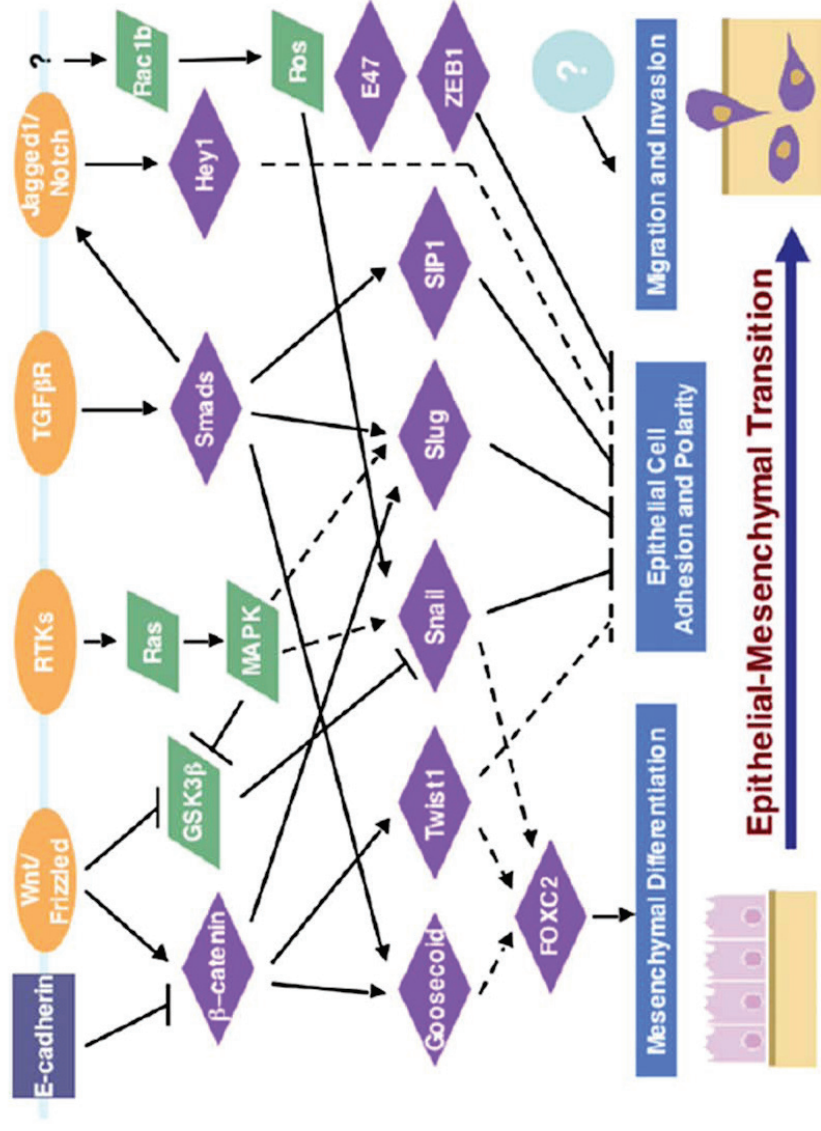 E-cadherin
Wnt/
Frizzled
RTKs
TGFβR
Jagged1/
Notch
?
Ras
Rac1b
β-catenin
GSK3β
MAPK
Smads
Hey1
Ros
Goosecoid
Twist1
Snail
Slug
SIP1
E47
ZEB1
FOXC2
?
Mesenchymal Differentiation
Epithelial Cell
Adhesion and Polarity
Migration and Invasion
Epithelial-Mesenchymal Transition